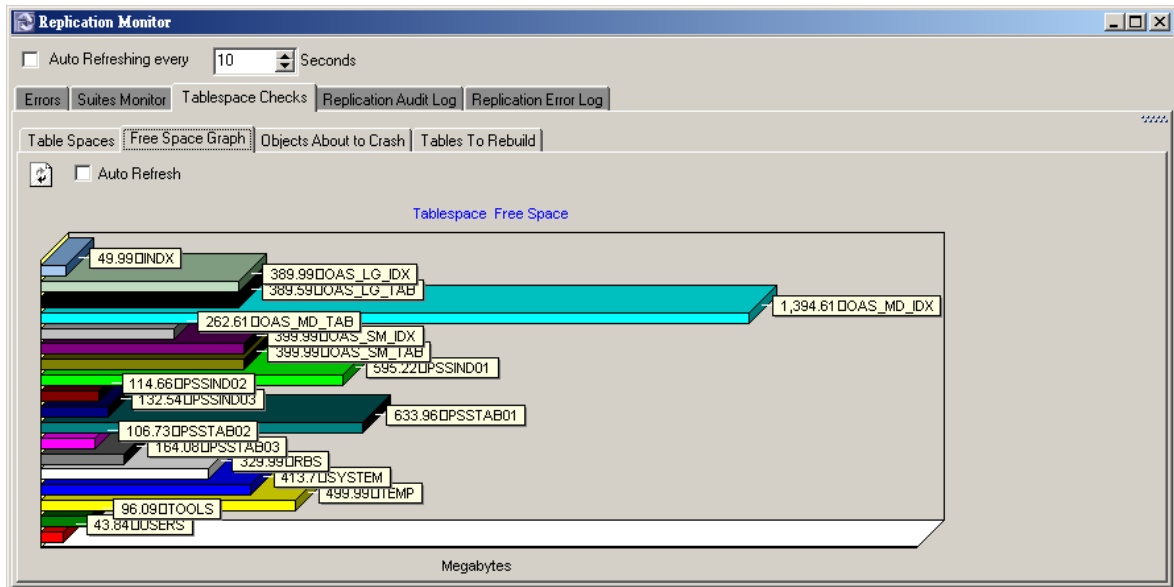 Replication Monitor
Auto Refreshing every 10 Seconds
Errors Suites Monitor Tablespace Checks Replication Audit Log Replication Error Log
Table Spaces Free Space Graph Objects About to Crash Tables To Rebuild
Auto Refresh
Tablespace Free Space
49.99▯INDX
389.99▯OAS_LG_IDX
389.59▯OAS_LG_TAB
1,394.61▯OAS_MD_IDX
262.61▯OAS_MD_TAB
399.99▯OAS_SM_IDX
399.99▯OAS_SM_TAB
595.22▯PSSIND01
114.66▯PSSIND02
132.54▯PSSIND03
633.96▯PSSTAB01
106.73▯PSSTAB02
164.08▯PSSTAB03
329.99▯RBS
413.7▯SYSTEM
499.99▯TEMP
96.09▯TOOLS
43.84▯USERS
Megabytes